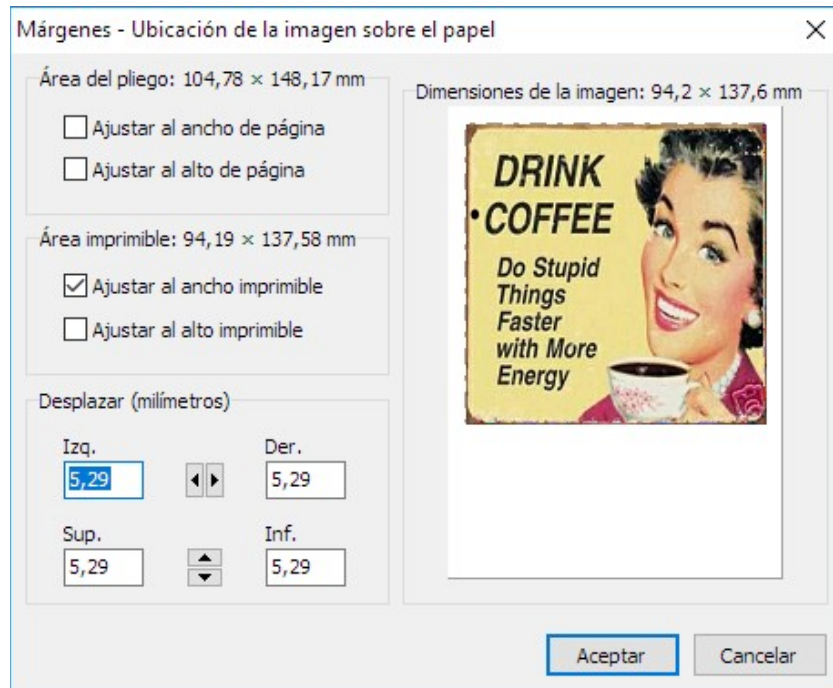 Márgenes - Ubicación de la imagen sobre el papel
Área del pliego: 104,78 × 148,17 mm
Ajustar al ancho de página
Ajustar al alto de página
Área imprimible: 94,19 × 137,58 mm
Ajustar al ancho imprimible
Ajustar al alto imprimible
Desplazar (milímetros)
Izq.
Der.
5,29
5,29
Sup.
Inf.
5,29
5,29
Dimensiones de la imagen: 94,2 × 137,6 mm
DRINK
•COFFEE
Do Stupid
Things
Faster
with More
Energy
Aceptar
Cancelar